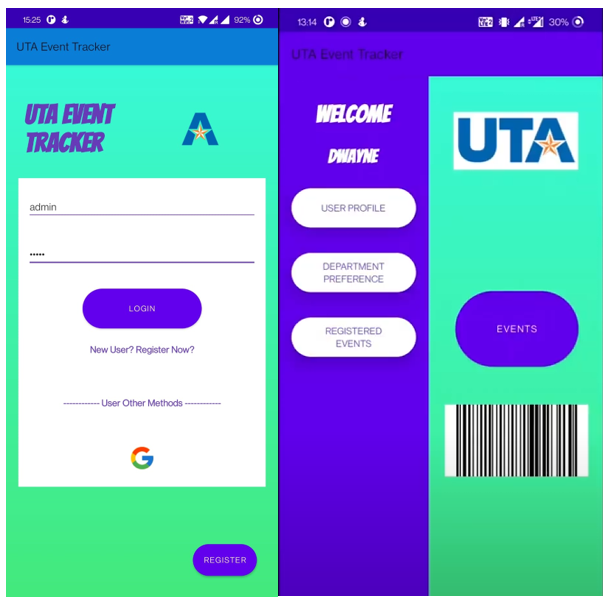 15:25
92%
UTA Event Tracker
UTA EVENT
TRACKER
A
admin
•••••
LOGIN
New User? Register Now?
------------ User Other Methods ------------
G
REGISTER
13:14
30%
UTA Event Tracker
WELCOME
DWAYNE
USER PROFILE
DEPARTMENT
PREFERENCE
REGISTERED
EVENTS
UTA
EVENTS